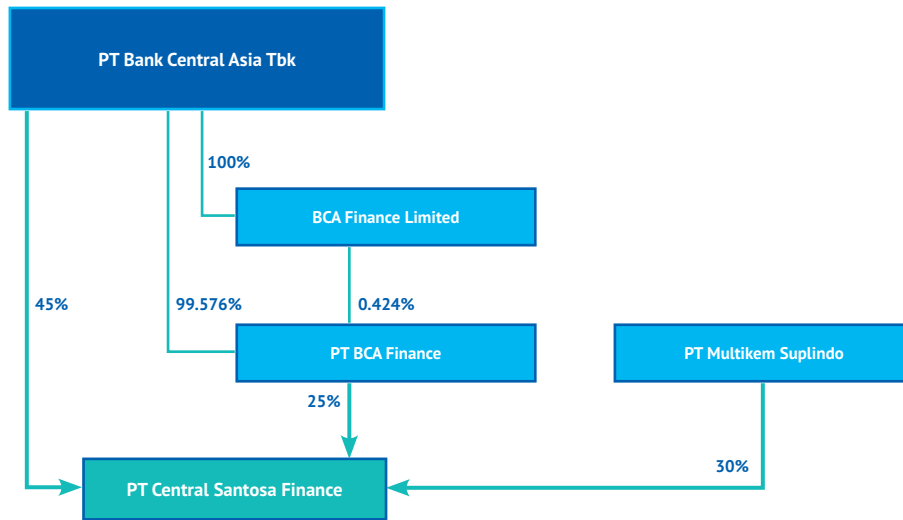 PT Bank Central Asia Tbk
100%
BCA Finance Limited
45%
99.576%
0.424%
PT BCA Finance
PT Multikem Suplindo
25%
30%
PT Central Santosa Finance